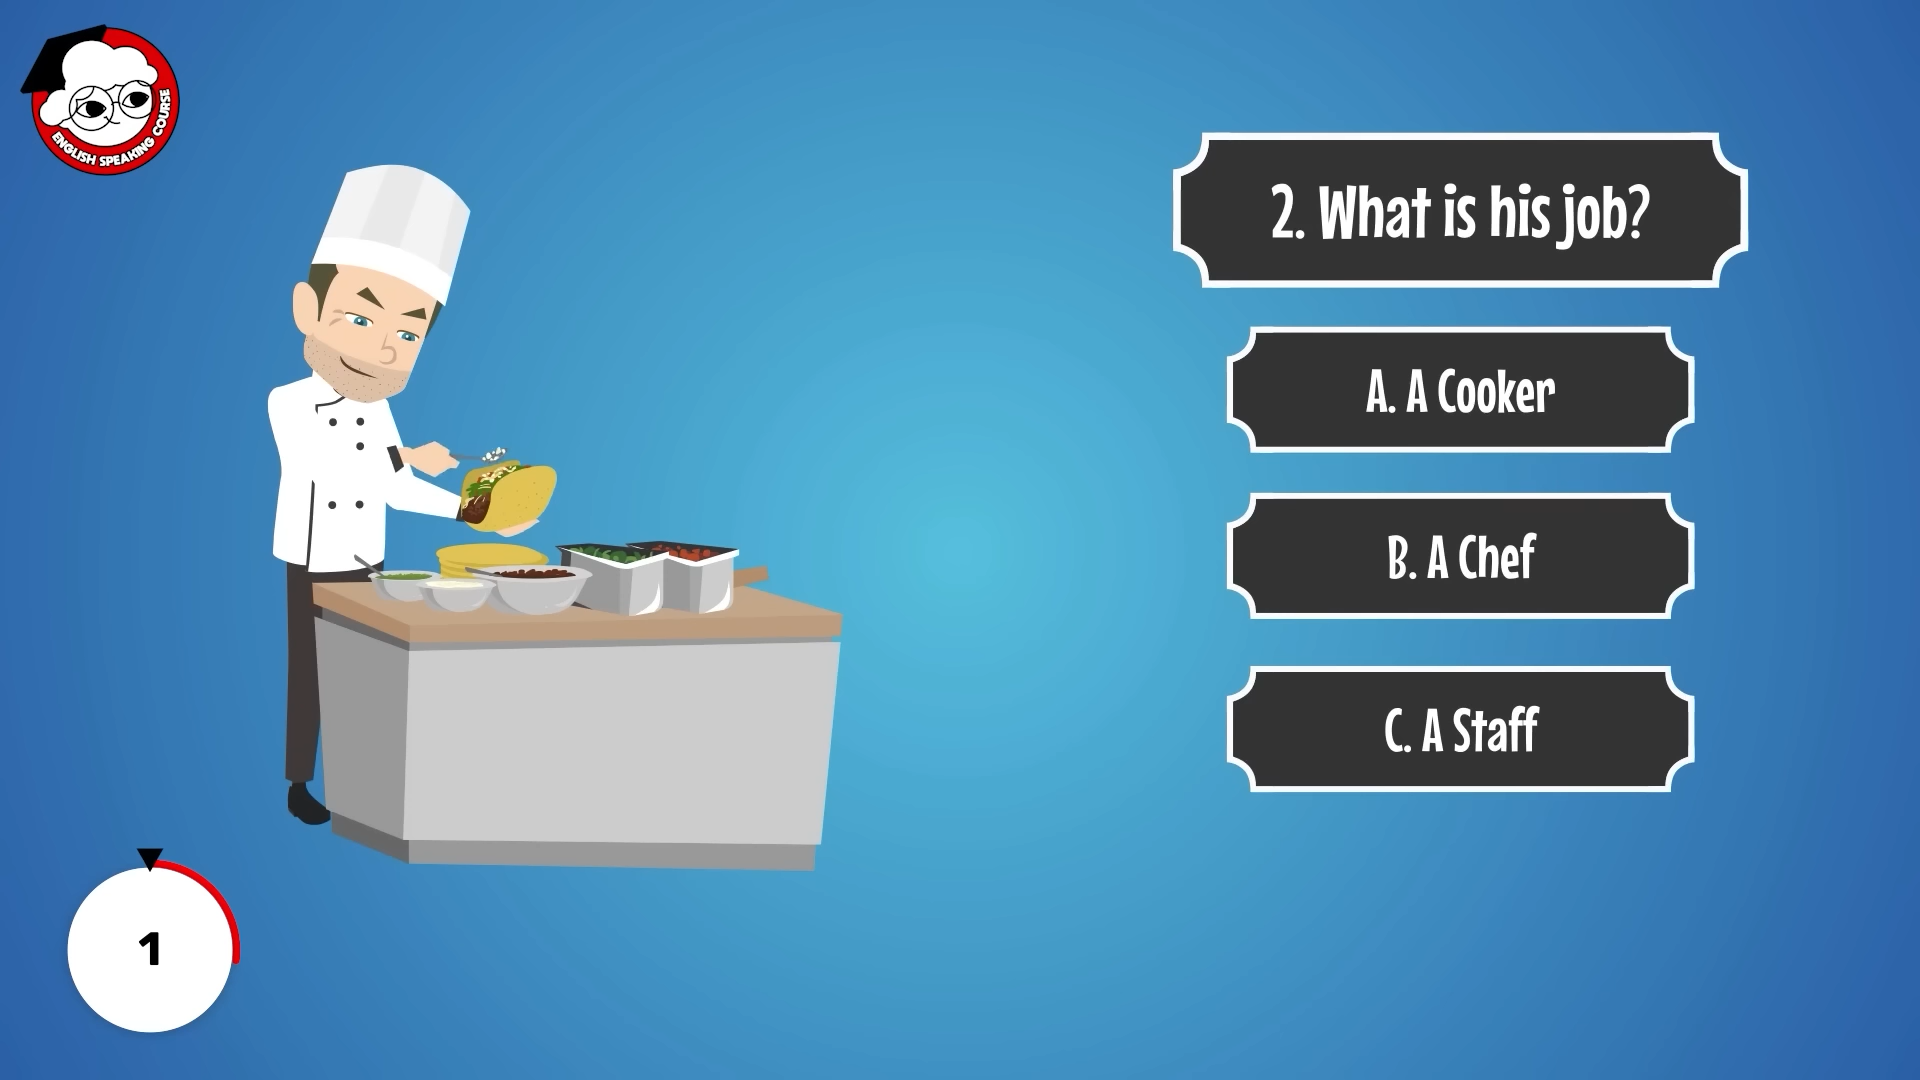 ENGLISH SPEAKING COURSE
2. What is his job?
A. A Cooker
B. A Chef
C. A Staff
1